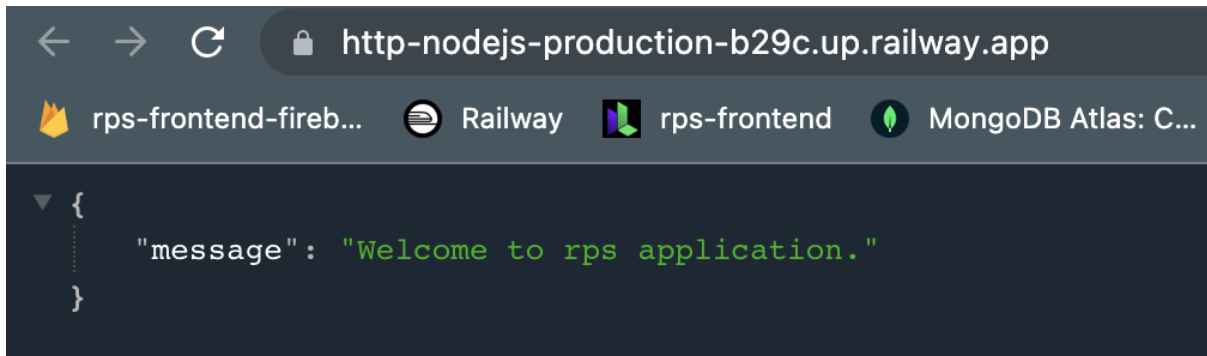 http-nodejs-production-b29c.up.railway.app
rps-frontend-fireb... Railway rps-frontend MongoDB Atlas: C...
{
"message": "Welcome to rps application."
}